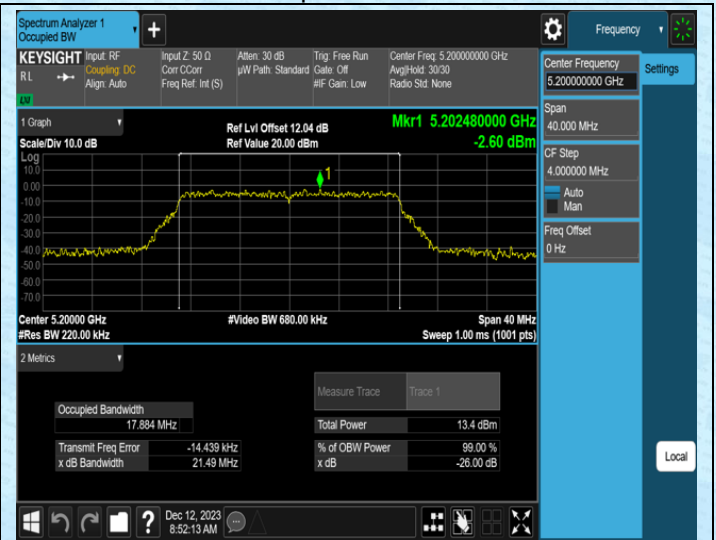 Spectrum Analyzer 1
Occupied BW
Frequency
KEYSIGHT
RL
LXI
Input: RF
Coupling: DC
Align: Auto
Input Z: 50 Ω
Corr CCorr
Freq Ref: Int (S)
Atten: 30 dB
µW Path: Standard
Trig: Free Run
Gate: Off
#IF Gain: Low
Center Freq: 5.200000000 GHz
Avg|Hold: 30/30
Radio Std: None
Center Frequency
5.200000000 GHz
Settings
Span
40.000 MHz
CF Step
4.000000 MHz
Auto
Man
Freq Offset
0 Hz
Local
1 Graph
Scale/Div 10.0 dB
Ref Lvl Offset 12.04 dB
Ref Value 20.00 dBm
Mkr1 5.202480000 GHz
-2.60 dBm
Log
10.0
0.00
-10.0
-20.0
-30.0
-40.0
-50.0
-60.0
-70.0
1
Center 5.20000 GHz
#Res BW 220.00 kHz
#Video BW 680.00 kHz
Span 40 MHz
Sweep 1.00 ms (1001 pts)
2 Metrics
Measure Trace Trace 1
Occupied Bandwidth
17.884 MHz
Total Power 13.4 dBm
Transmit Freq Error -14.439 kHz
% of OBW Power 99.00 %
x dB Bandwidth 21.49 MHz
x dB -26.00 dB
?
Dec 12, 2023
8:52:13 AM